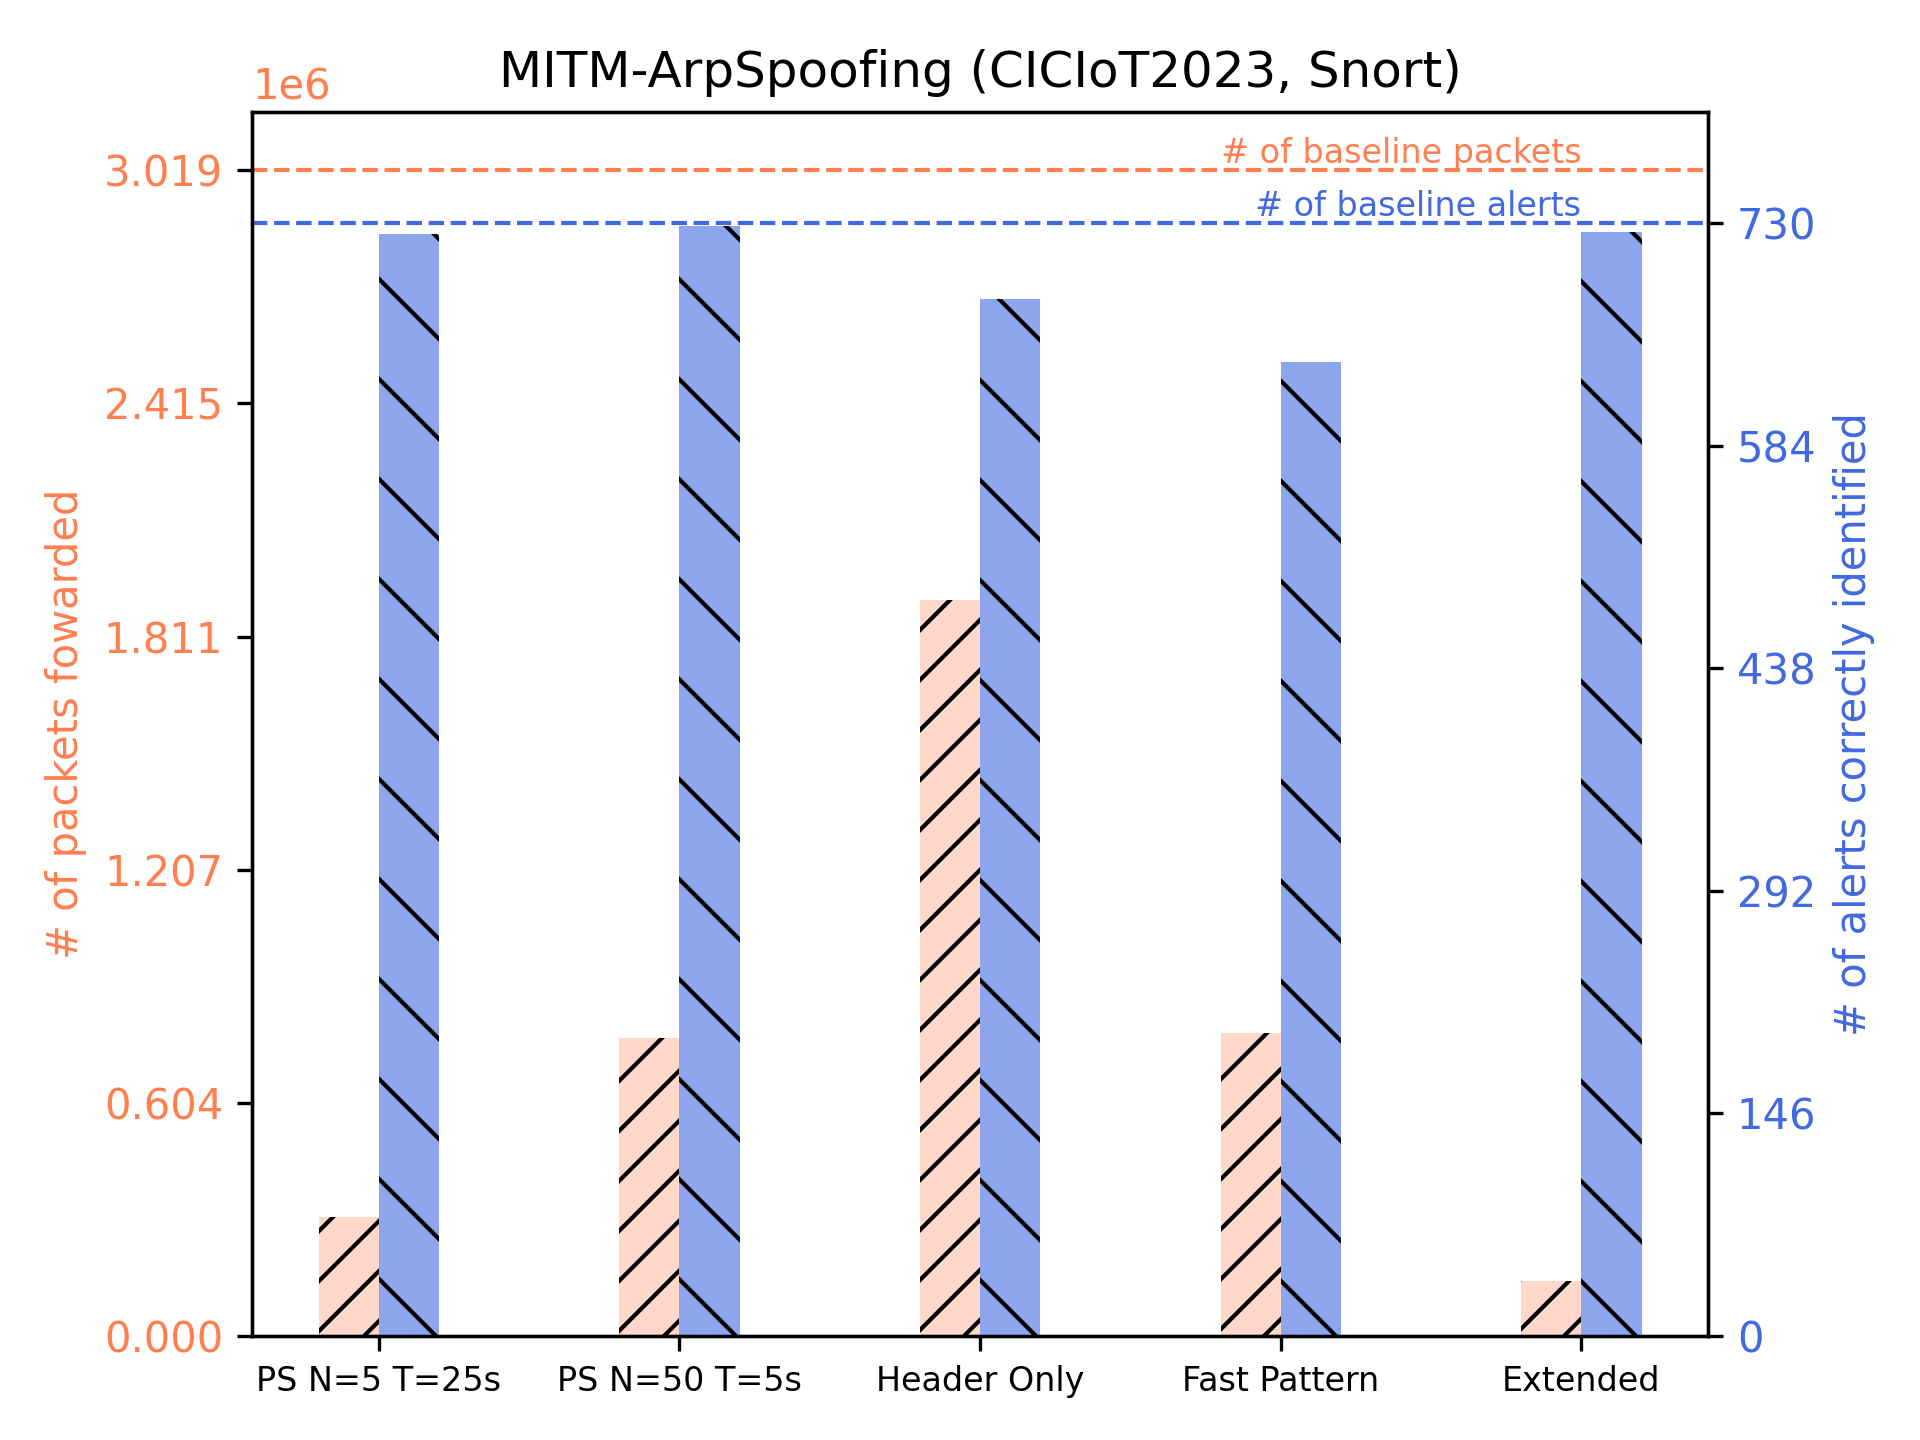 MITM-ArpSpoofing (CICIoT2023, Snort)
1e6
# of baseline packets
# of baseline alerts
3.019
2.415
1.811
1.207
0.604
0.000
# of packets fowarded
730
584
438
292
146
0
# of alerts correctly identified
PS N=5 T=25s
PS N=50 T=5s
Header Only
Fast Pattern
Extended